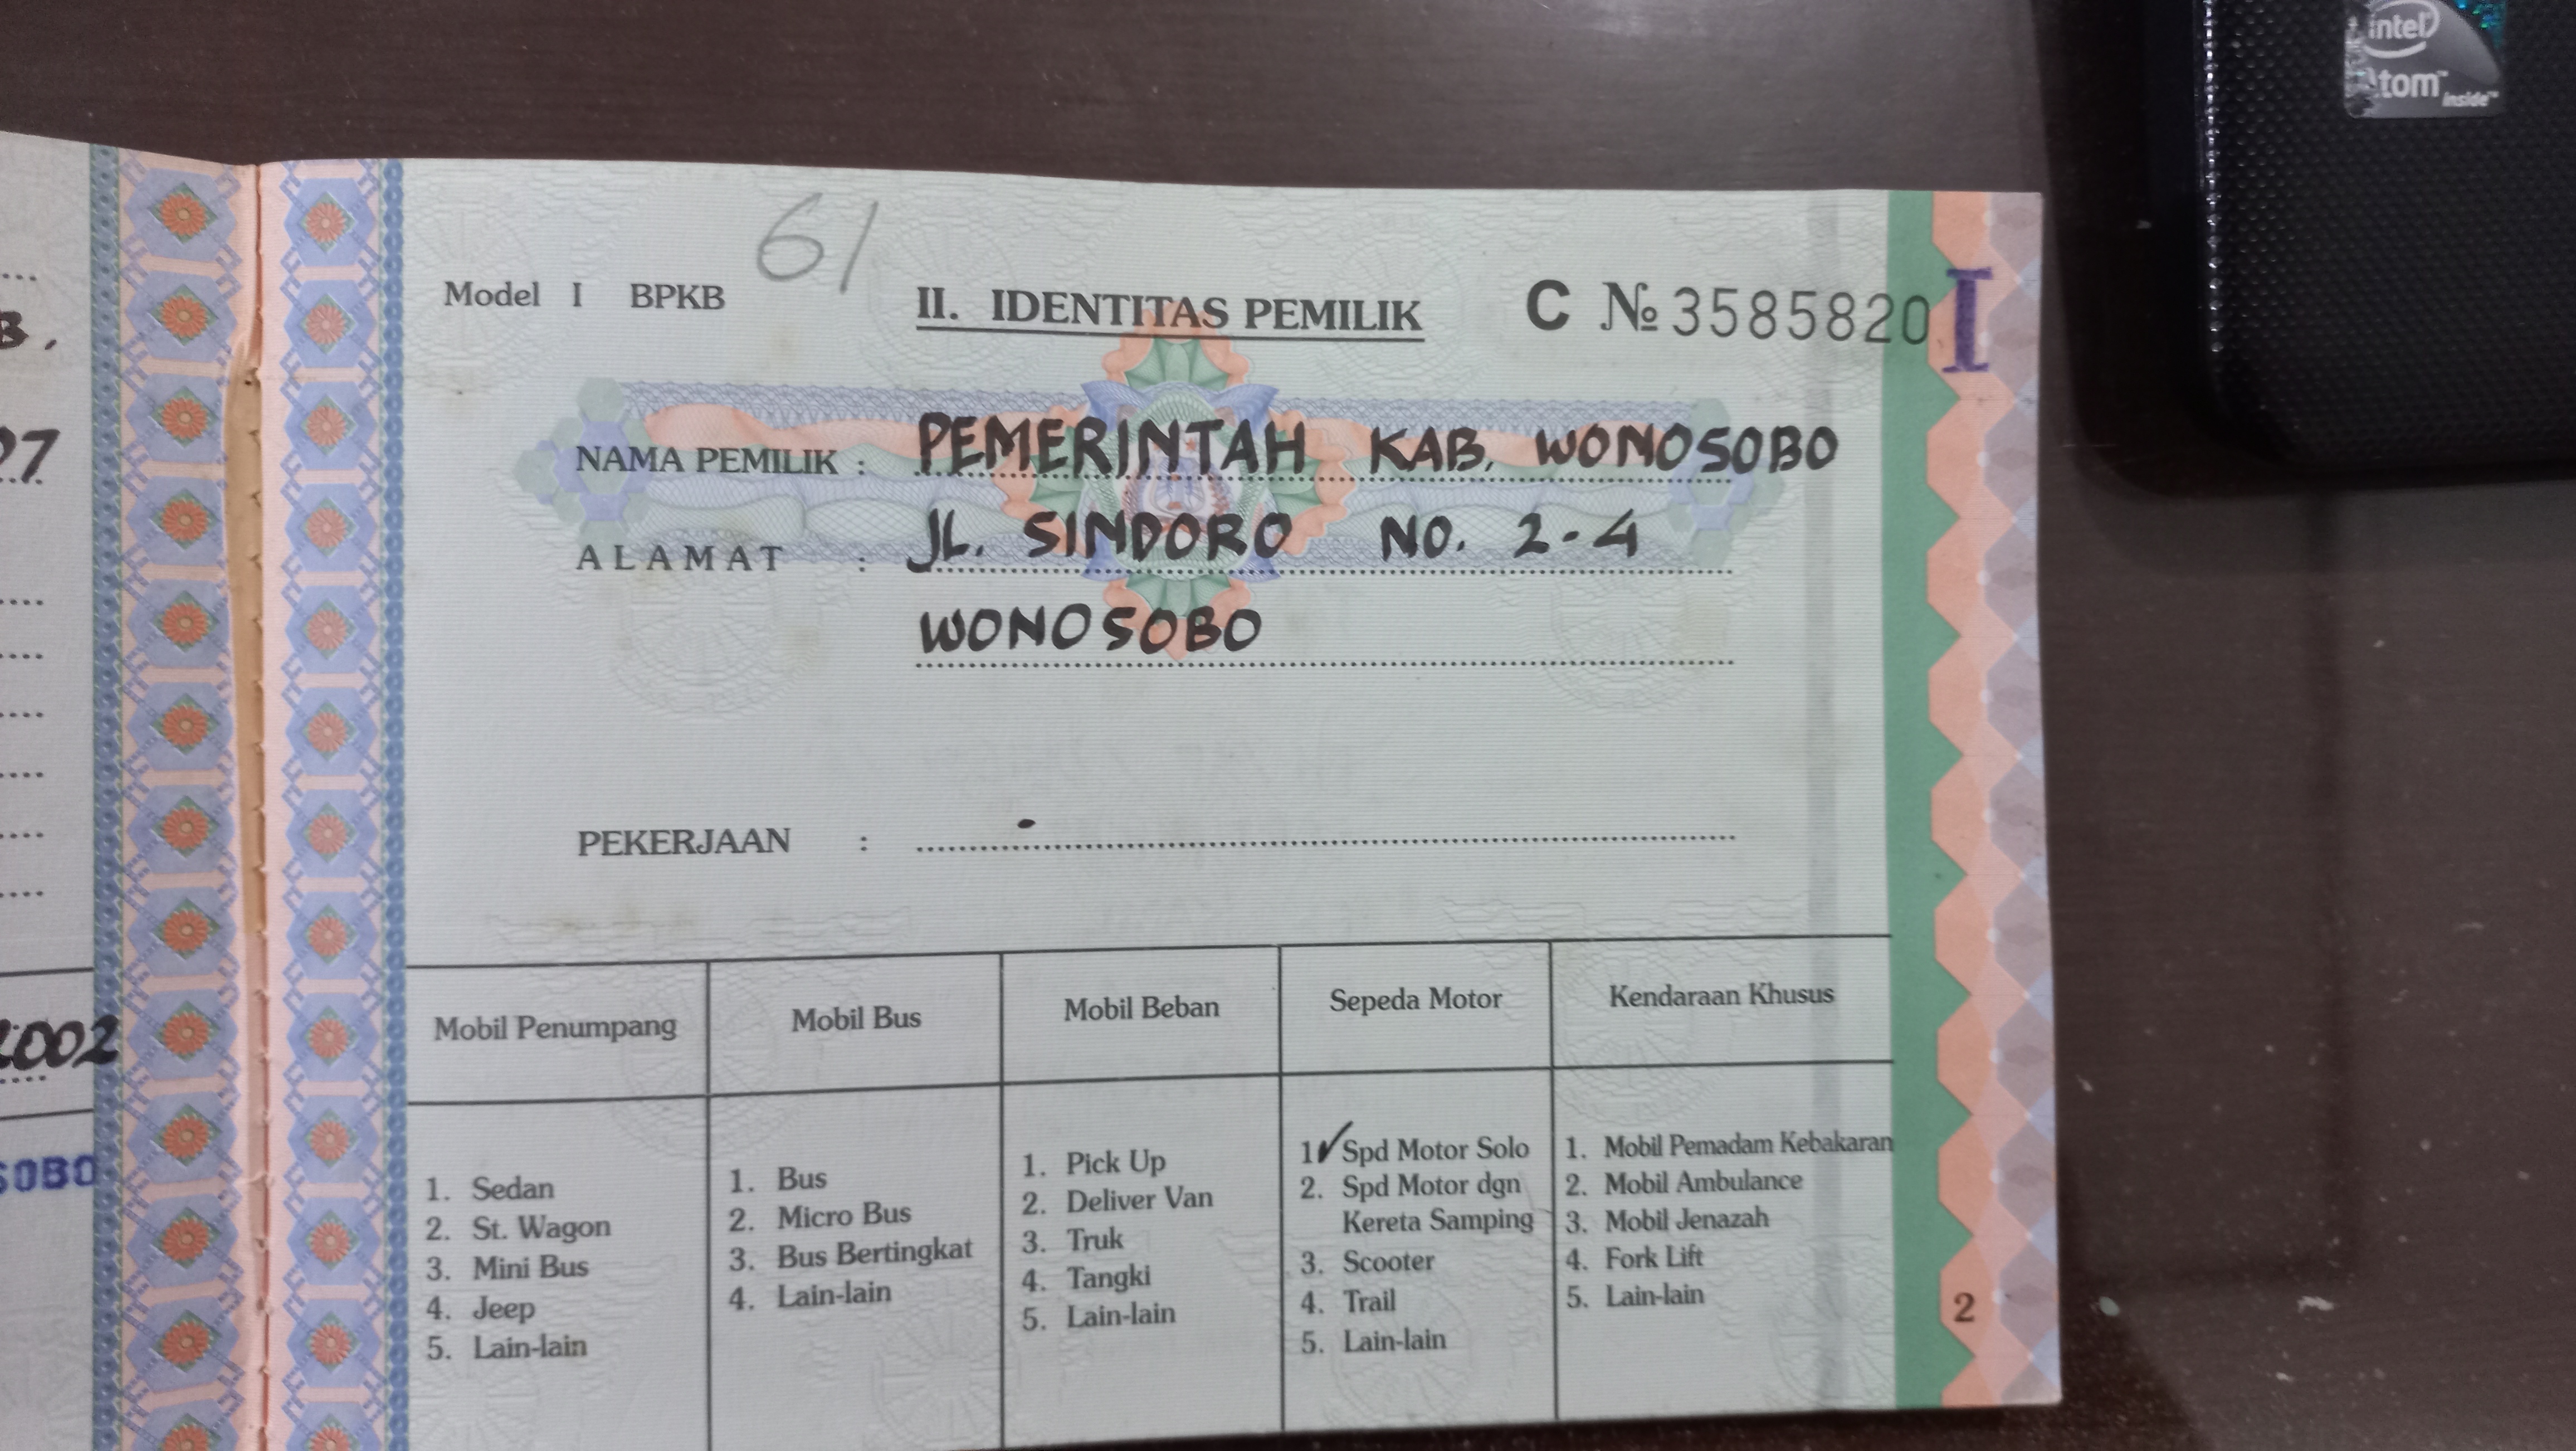 intel
Atom
inside
61
Model I BPKB
II. IDENTITAS PEMILIK
C № 3585820 I
NAMA PEMILIK : PEMERINTAH KAB. WONOSOBO
ALAMAT : JL. SINDORO NO. 2-4
WONOSOBO
PEKERJAAN : -
Mobil Penumpang
1. Sedan
2. St. Wagon
3. Mini Bus
4. Jeep
5. Lain-lain
Mobil Bus
1. Bus
2. Micro Bus
3. Bus Bertingkat
4. Lain-lain
Mobil Beban
1. Pick Up
2. Deliver Van
3. Truk
4. Tangki
5. Lain-lain
Sepeda Motor
1✓ Spd Motor Solo
2. Spd Motor dgn
Kereta Samping
3. Scooter
4. Trail
5. Lain-lain
Kendaraan Khusus
1. Mobil Pemadam Kebakaran
2. Mobil Ambulance
3. Mobil Jenazah
4. Fork Lift
5. Lain-lain
2